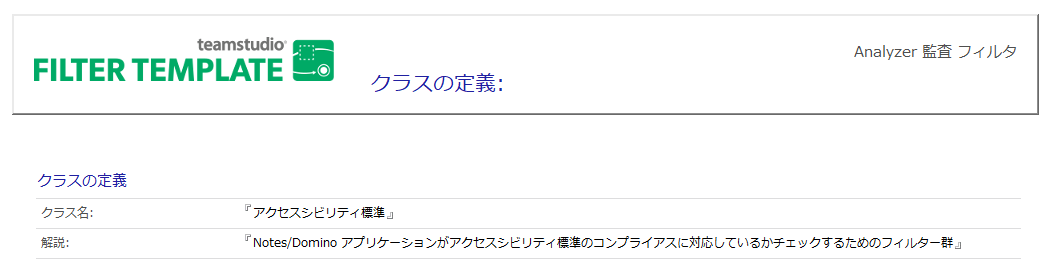 teamstudio
FILTER TEMPLATE
クラスの定義:
Analyzer 監査 フィルタ
クラスの定義
クラス名:
『アクセスシビリティ標準』
解説:
『Notes/Domino アプリケーションがアクセスシビリティ標準のコンプライアスに対応しているかチェックするためのフィルター群』